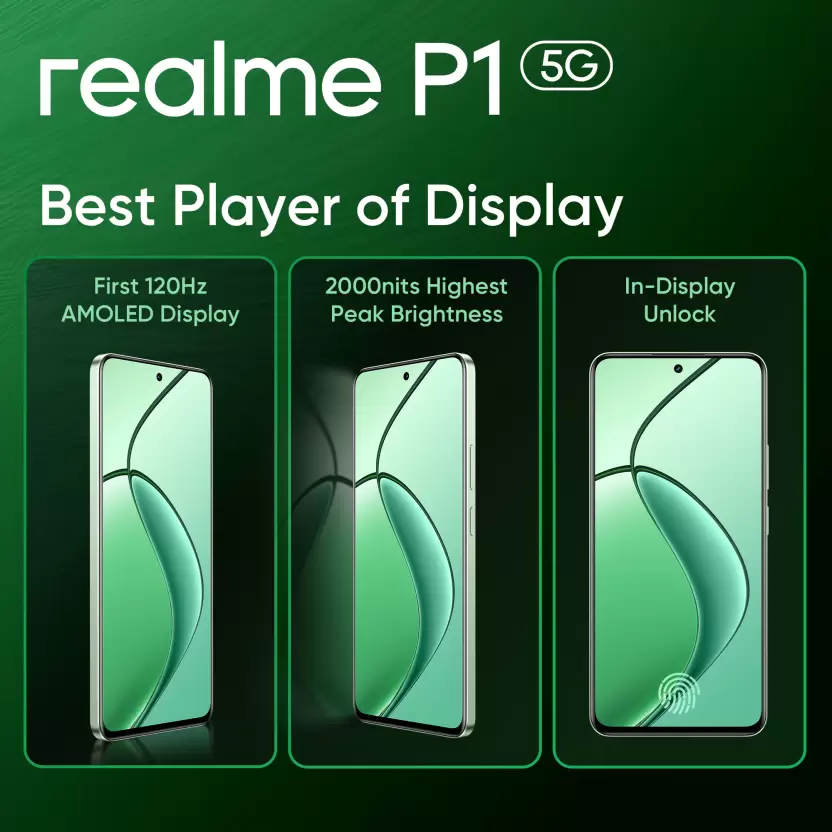 realme P1 5G
Best Player of Display
First 120Hz
AMOLED Display
2000nits Highest
Peak Brightness
In-Display
Unlock